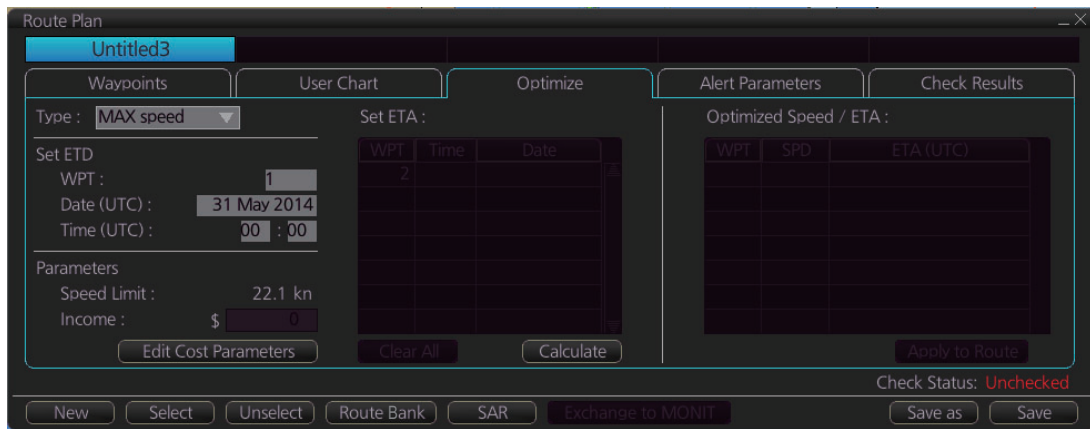 Route Plan
Untitled3
Waypoints User Chart Optimize Alert Parameters Check Results
Type : MAX speed Set ETA : Optimized Speed / ETA :
Set ETD WPT Time Date WPT SPD ETA (UTC)
WPT : 1 2
Date (UTC) : 31 May 2014
Time (UTC) : 00 : 00
Parameters
Speed Limit : 22.1 kn
Income : $ 0
Edit Cost Parameters Clear All Calculate Apply to Route
Check Status: Unchecked
New Select Unselect Route Bank SAR Exchange to MONIT Save as Save